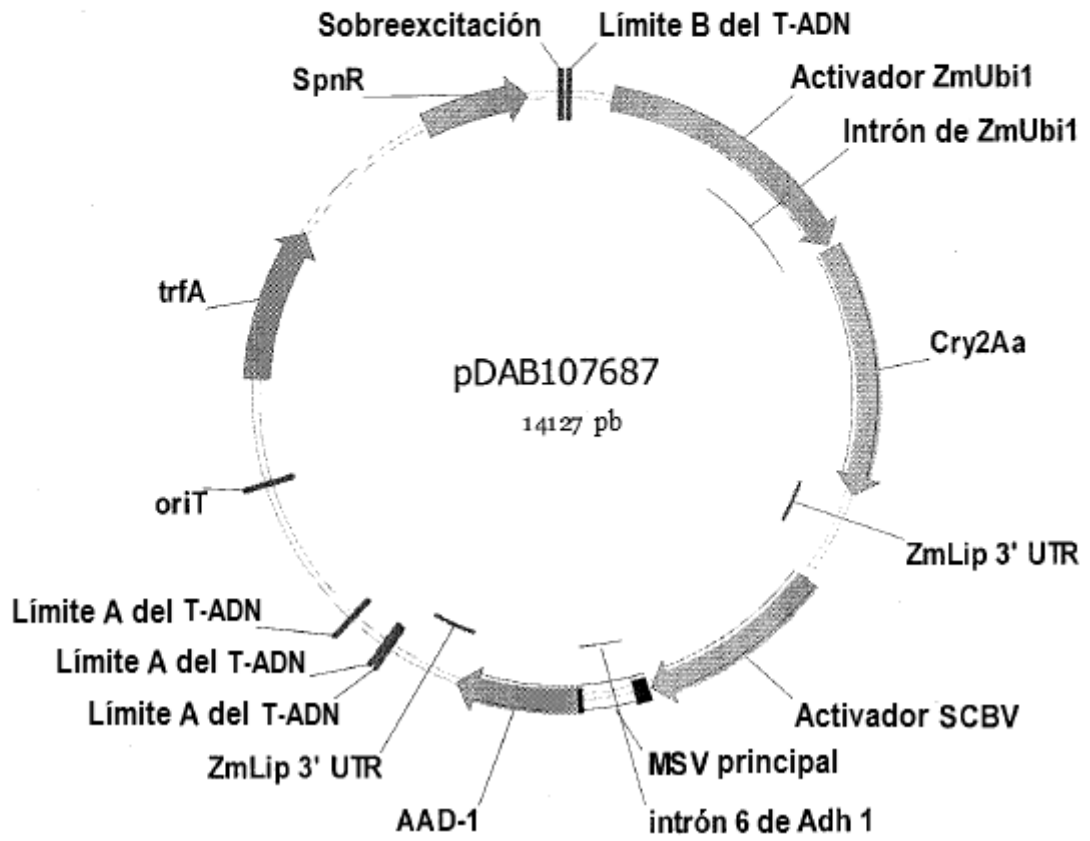 Sobreexcitación
Límite B del T-ADN
SpnR
Activador ZmUbi1
Intrón de ZmUbi1
trfA
Cry2Aa
pDAB107687
14127 pb
oriT
ZmLip 3' UTR
Límite A del T-ADN
Límite A del T-ADN
Límite A del T-ADN
Activador SCBV
ZmLip 3' UTR
MSV principal
AAD-1
intrón 6 de Adh 1